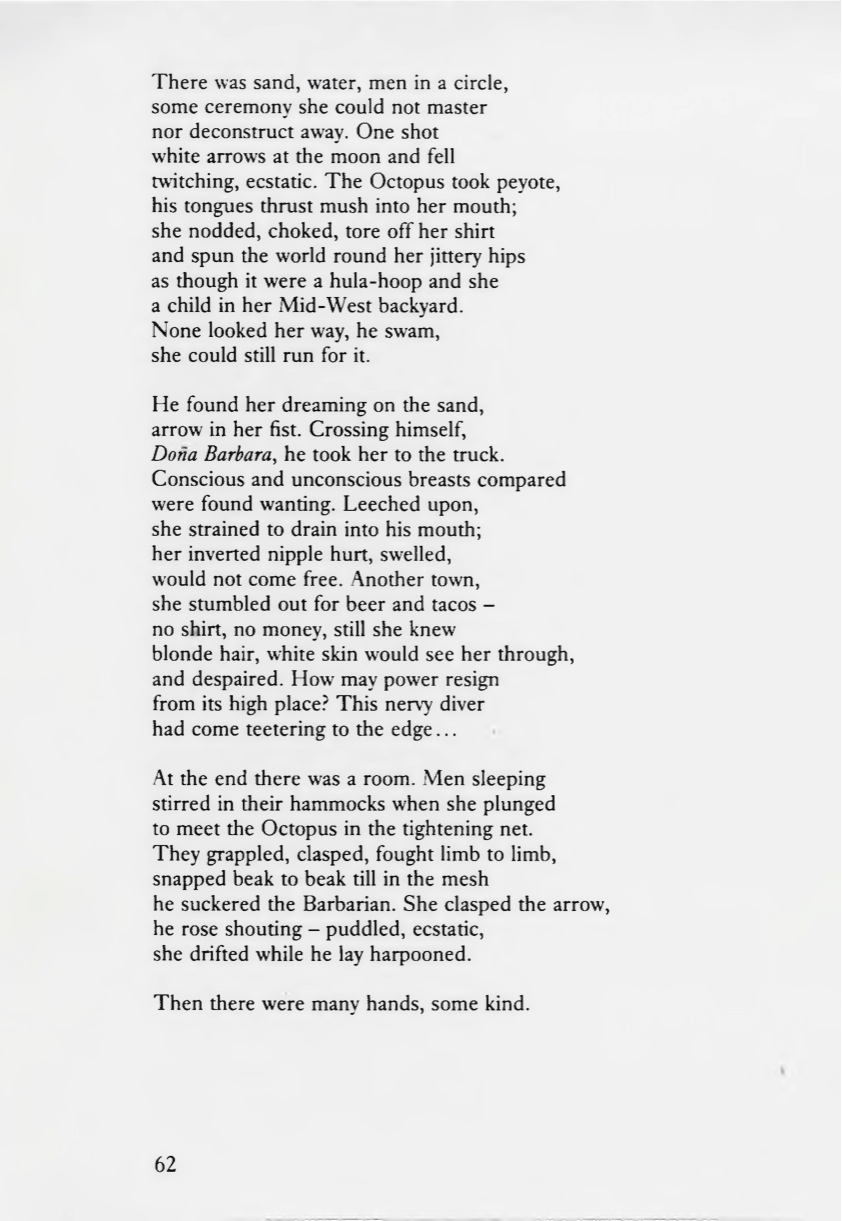 There was sand, water, men in a circle,
some ceremony she could not master
nor deconstruct away. One shot
white arrows at the moon and fell
twitching, ecstatic. The Octopus took peyote,
his tongues thrust mush into her mouth;
she nodded, choked, tore off her shirt
and spun the world round her jittery hips
as though it were a hula-hoop and she
a child in her Mid-West backyard.
None looked her way, he swam,
she could still run for it.

He found her dreaming on the sand,
arrow in her fist. Crossing himself,
Doña Barbara, he took her to the truck.
Conscious and unconscious breasts compared
were found wanting. Leeched upon,
she strained to drain into his mouth;
her inverted nipple hurt, swelled,
would not come free. Another town,
she stumbled out for beer and tacos –
no shirt, no money, still she knew
blonde hair, white skin would see her through,
and despaired. How may power resign
from its high place? This nervy diver
had come teetering to the edge...

At the end there was a room. Men sleeping
stirred in their hammocks when she plunged
to meet the Octopus in the tightening net.
They grappled, clasped, fought limb to limb,
snapped beak to beak till in the mesh
he suckered the Barbarian. She clasped the arrow,
he rose shouting – puddled, ecstatic,
she drifted while he lay harpooned.

Then there were many hands, some kind.

62